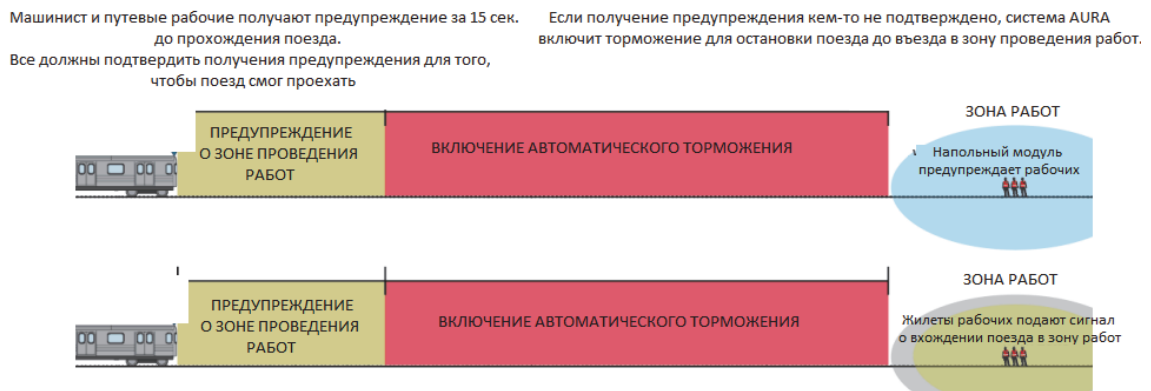 Машинист и путевые рабочие получают предупреждение за 15 сек.
до прохождения поезда.
Все должны подтвердить получения предупреждения для того,
чтобы поезд смог проехать
Если получение предупреждения кем-то не подтверждено, система AURA
включит торможение для остановки поезда до въезда в зону проведения работ.
ПРЕДУПРЕЖДЕНИЕ
О ЗОНЕ ПРОВЕДЕНИЯ
РАБОТ
ВКЛЮЧЕНИЕ АВТОМАТИЧЕСКОГО ТОРМОЖЕНИЯ
ЗОНА РАБОТ
Напольный модуль
предупреждает рабочих
ПРЕДУПРЕЖДЕНИЕ
О ЗОНЕ ПРОВЕДЕНИЯ
РАБОТ
ВКЛЮЧЕНИЕ АВТОМАТИЧЕСКОГО ТОРМОЖЕНИЯ
ЗОНА РАБОТ
Жилеты рабочих подают сигнал
о вхождении поезда в зону работ